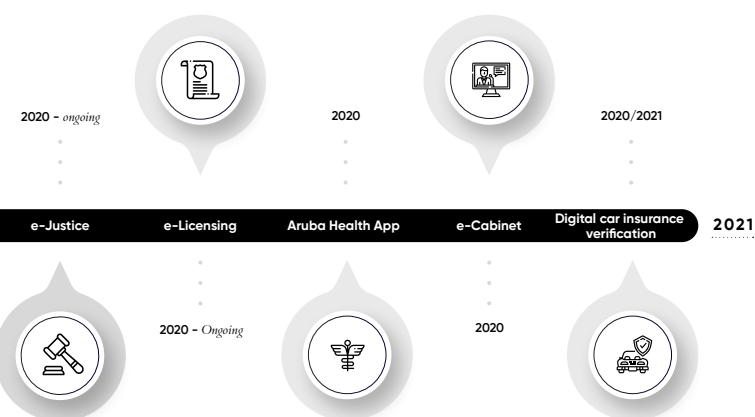 2020 - ongoing
2020
2020/2021
e-Justice
e-Licensing
Aruba Health App
e-Cabinet
Digital car insurance
verification
2021
2020 - Ongoing
2020